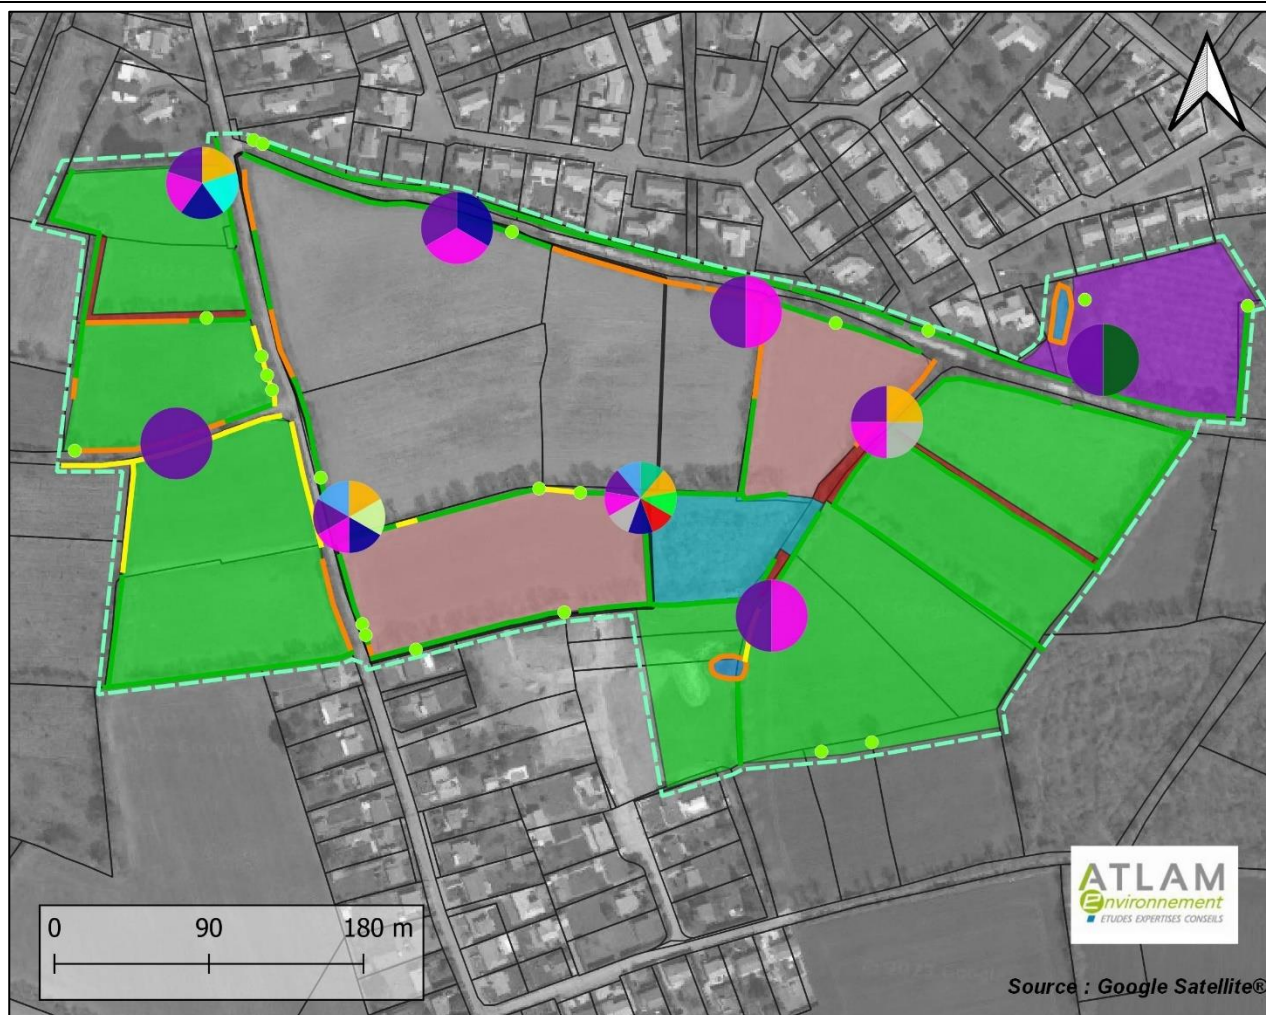 0 90 180 m
ATLAM
Environnement
ETUDES EXPERTISES CONSEILS
Source : Google Satellite®